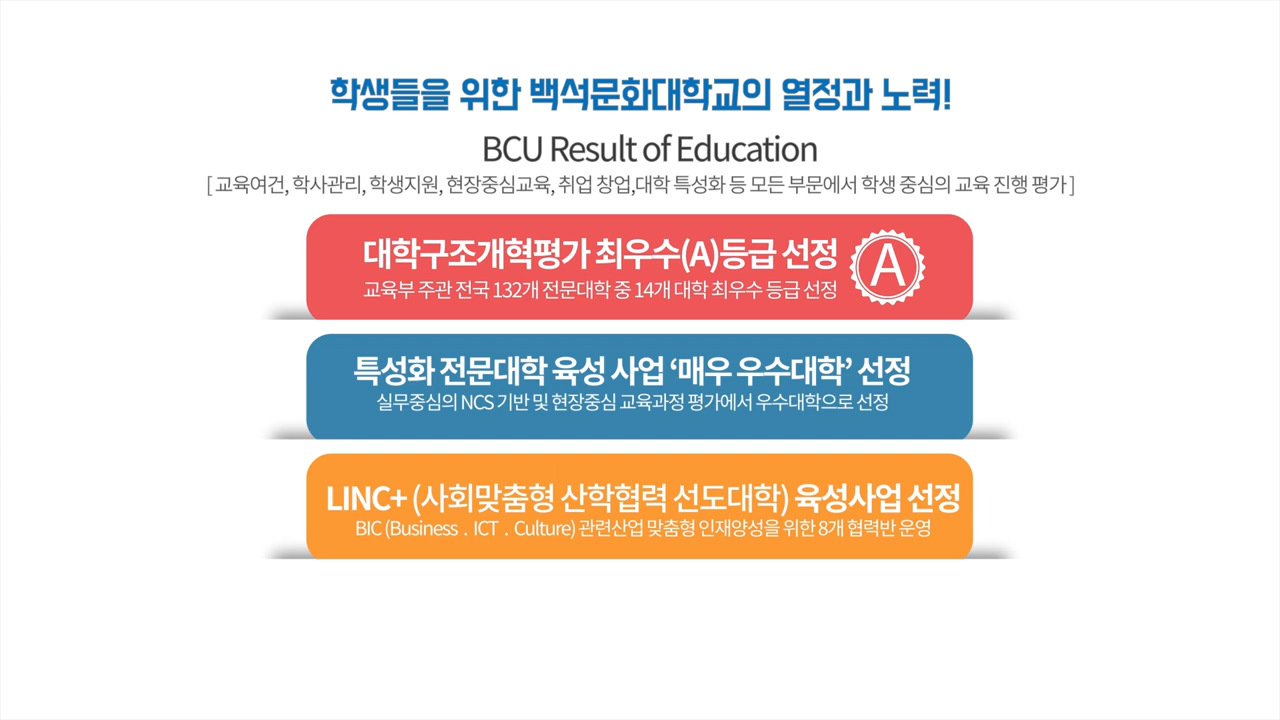 학생들을 위한 백석문화대학교의 열정과 노력!
BCU Result of Education
[ 교육여건, 학사관리, 학생지원, 현장중심교육, 취업 창업,대학 특성화 등 모든 부문에서 학생 중심의 교육 진행 평가 ]
대학구조개혁평가 최우수(A)등급 선정
A
교육부 주관 전국 132개 전문대학 중 14개 대학 최우수 등급 선정
특성화 전문대학 육성 사업 ‘매우 우수대학’ 선정
실무중심의 NCS 기반 및 현장중심 교육과정 평가에서 우수대학으로 선정
LINC+ (사회맞춤형 산학협력 선도대학) 육성사업 선정
BIC (Business . ICT . Culture) 관련산업 맞춤형 인재양성을 위한 8개 협력반 운영